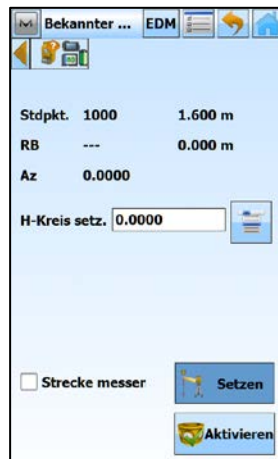 Bekannter ... EDM
Stdpkt. 1000 1.600 m
RB --- 0.000 m
Az 0.0000
H-Kreis setz. 0.0000
Strecke messer
Setzen
Aktivieren